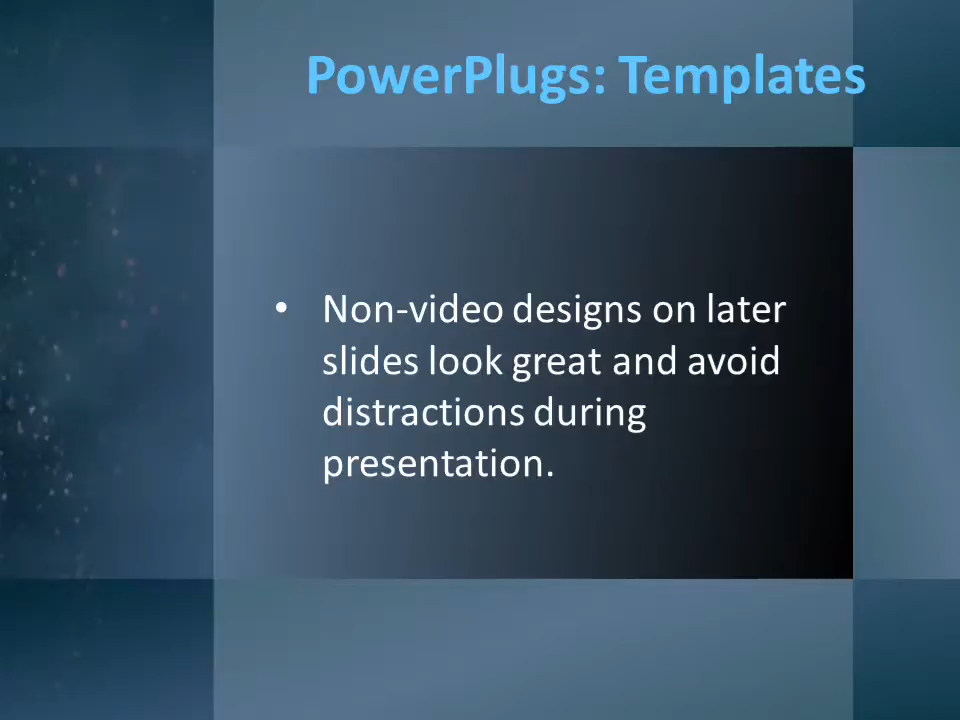 PowerPlugs: Templates
• Non-video designs on later
slides look great and avoid
distractions during
presentation.